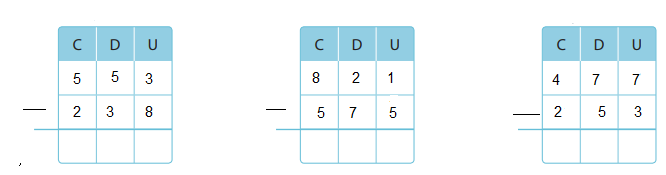 C D U
5 5 3
— 2 3 8
C D U
8 2 1
— 5 7 5
C D U
4 7 7
— 2 5 3
,